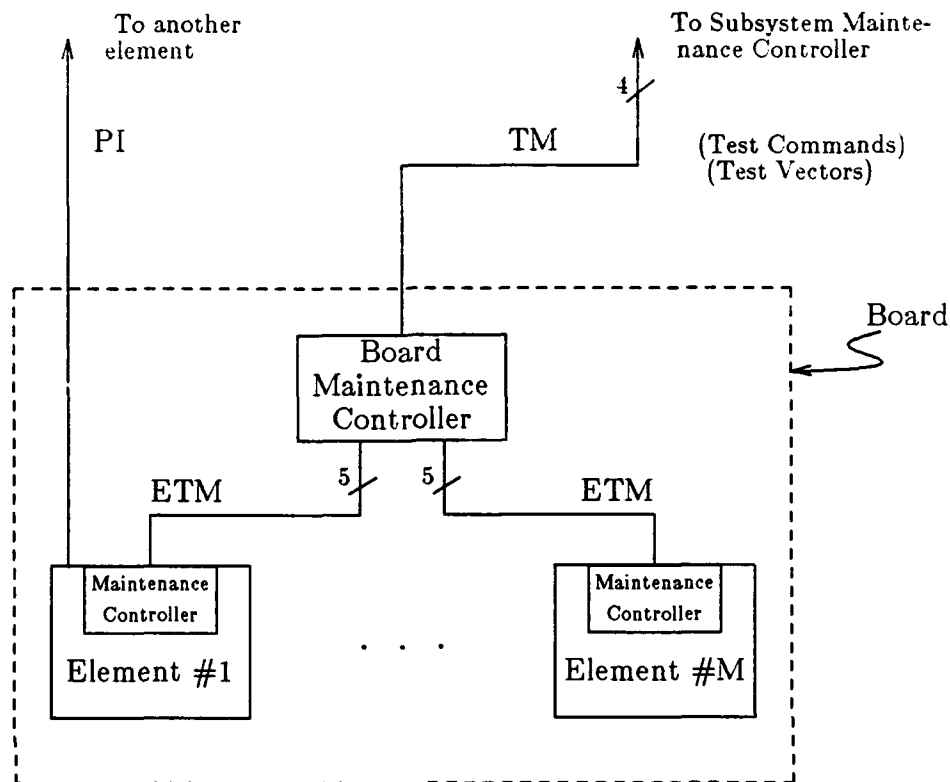 To another
element
To Subsystem Mainte-
nance Controller
4
PI
TM
(Test Commands)
(Test Vectors)
Board
Board
Maintenance
Controller
5
5
ETM
ETM
Maintenance
Controller
Element #1
. . .
Maintenance
Controller
Element #M